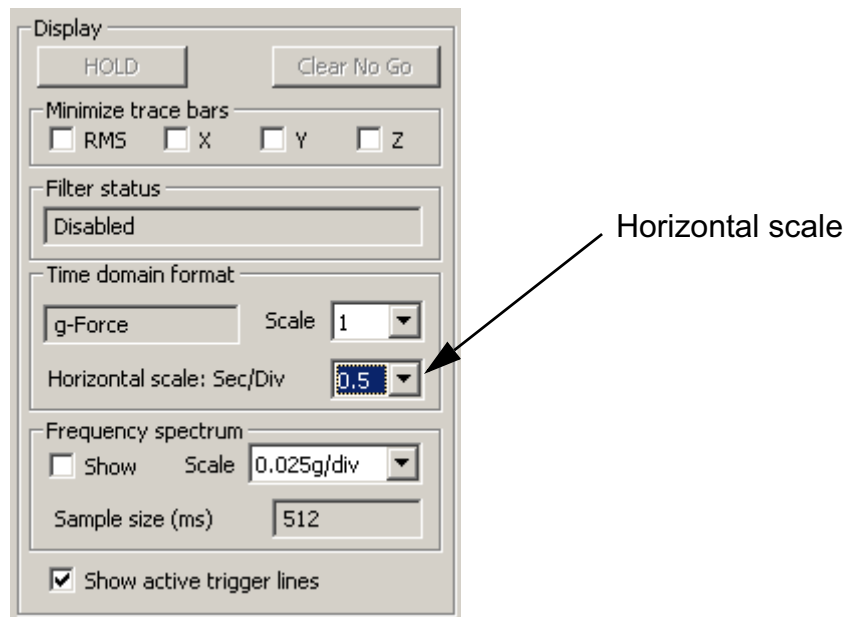 Display
HOLD Clear No Go
Minimize trace bars
RMS X Y Z
Filter status
Disabled
Horizontal scale
Time domain format
g-Force Scale 1
Horizontal scale: Sec/Div 0.5
Frequency spectrum
Show Scale 0.025g/div
Sample size (ms) 512
Show active trigger lines